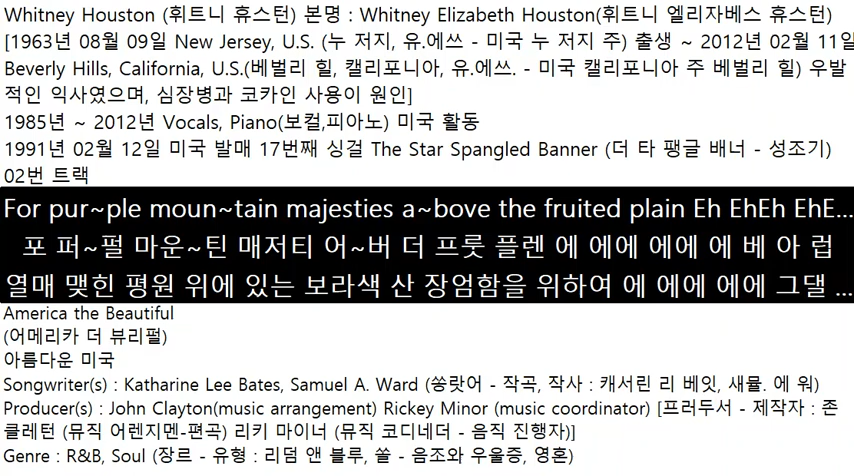 Whitney Houston (휘트니 휴스턴) 본명 : Whitney Elizabeth Houston(휘트니 엘리자베스 휴스턴)
[1963년 08월 09일 New Jersey, U.S. (누 저지, 유.에쓰 - 미국 누 저지 주) 출생 ~ 2012년 02월 11일
Beverly Hills, California, U.S.(베벌리 힐, 캘리포니아, 유.에쓰. - 미국 캘리포니아 주 베벌리 힐) 우발
적인 익사였으며, 심장병과 코카인 사용이 원인]
1985년 ~ 2012년 Vocals, Piano(보컬,피아노) 미국 활동
1991년 02월 12일 미국 발매 17번째 싱걸 The Star Spangled Banner (더 타 팽글 배너 - 성조기)
02번 트랙
For pur~ple moun~tain majesties a~bove the fruited plain Eh EhEh EhE...
포 퍼~펄 마운~틴 매저티 어~버 더 프룻 플렌 에 에에 에에 에 베 아 럽
열매 맺힌 평원 위에 있는 보라색 산 장엄함을 위하여 에 에에 에에 그댈 ...
America the Beautiful
(어메리카 더 뷰리펄)
아름다운 미국
Songwriter(s) : Katharine Lee Bates, Samuel A. Ward (쏭랏어 - 작곡, 작사 : 캐서린 리 베잇, 새뮬. 에 워)
Producer(s) : John Clayton(music arrangement) Rickey Minor (music coordinator) [프러두서 - 제작자 : 존
클레턴 (뮤직 어렌지멘-편곡) 리키 마이너 (뮤직 코디네더 - 음직 진행자)]
Genre : R&B, Soul (장르 - 유형 : 리덤 앤 블루, 쏠 - 음조와 우울증, 영혼)